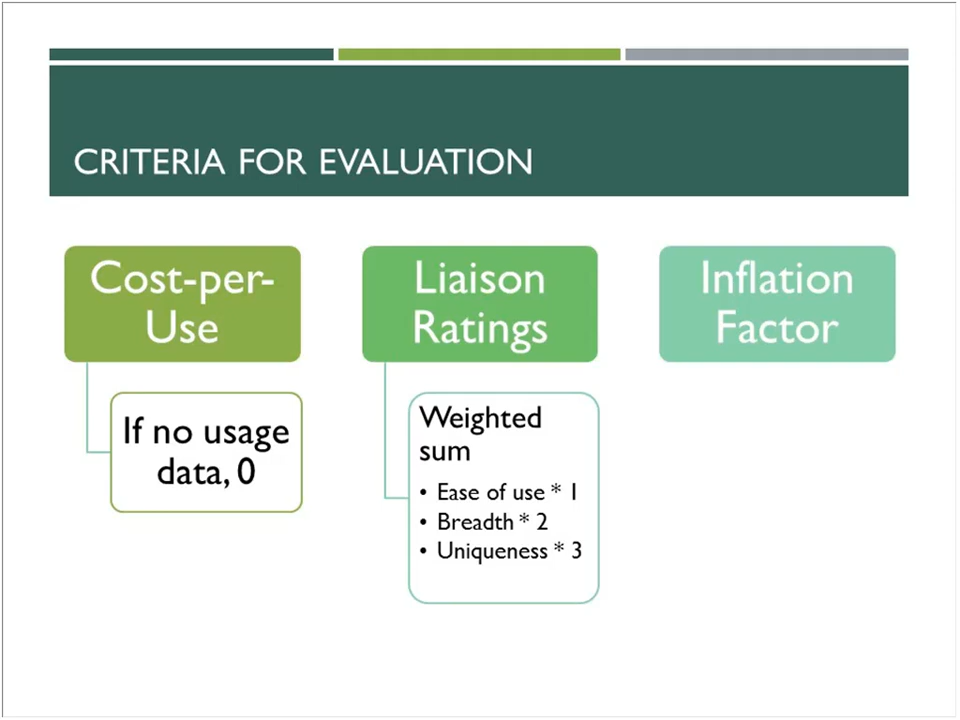 CRITERIA FOR EVALUATION
Cost-per-
Use
If no usage
data, 0
Liaison
Ratings
Weighted
sum
• Ease of use * 1
• Breadth * 2
• Uniqueness * 3
Inflation
Factor